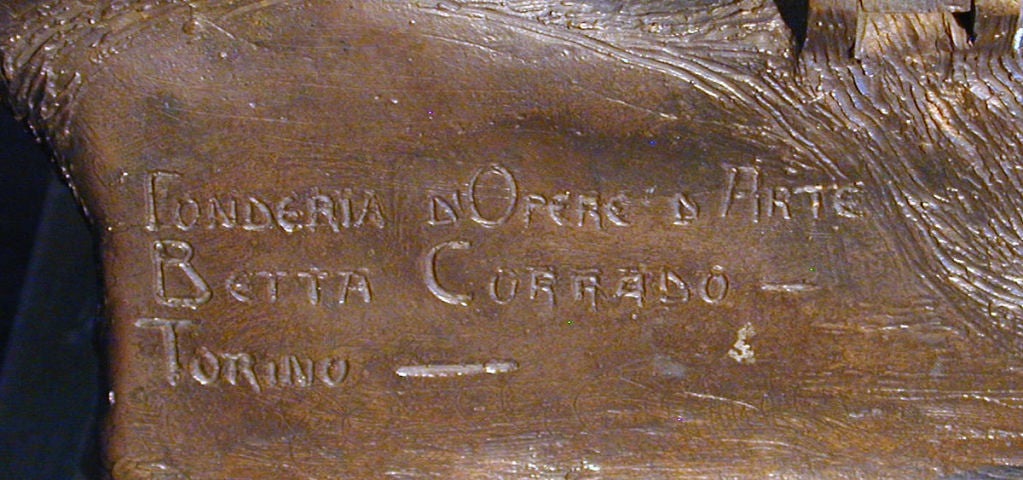 FONDERIA D'OPERE D'ARTE
BETTA CORRADO —
TORINO —